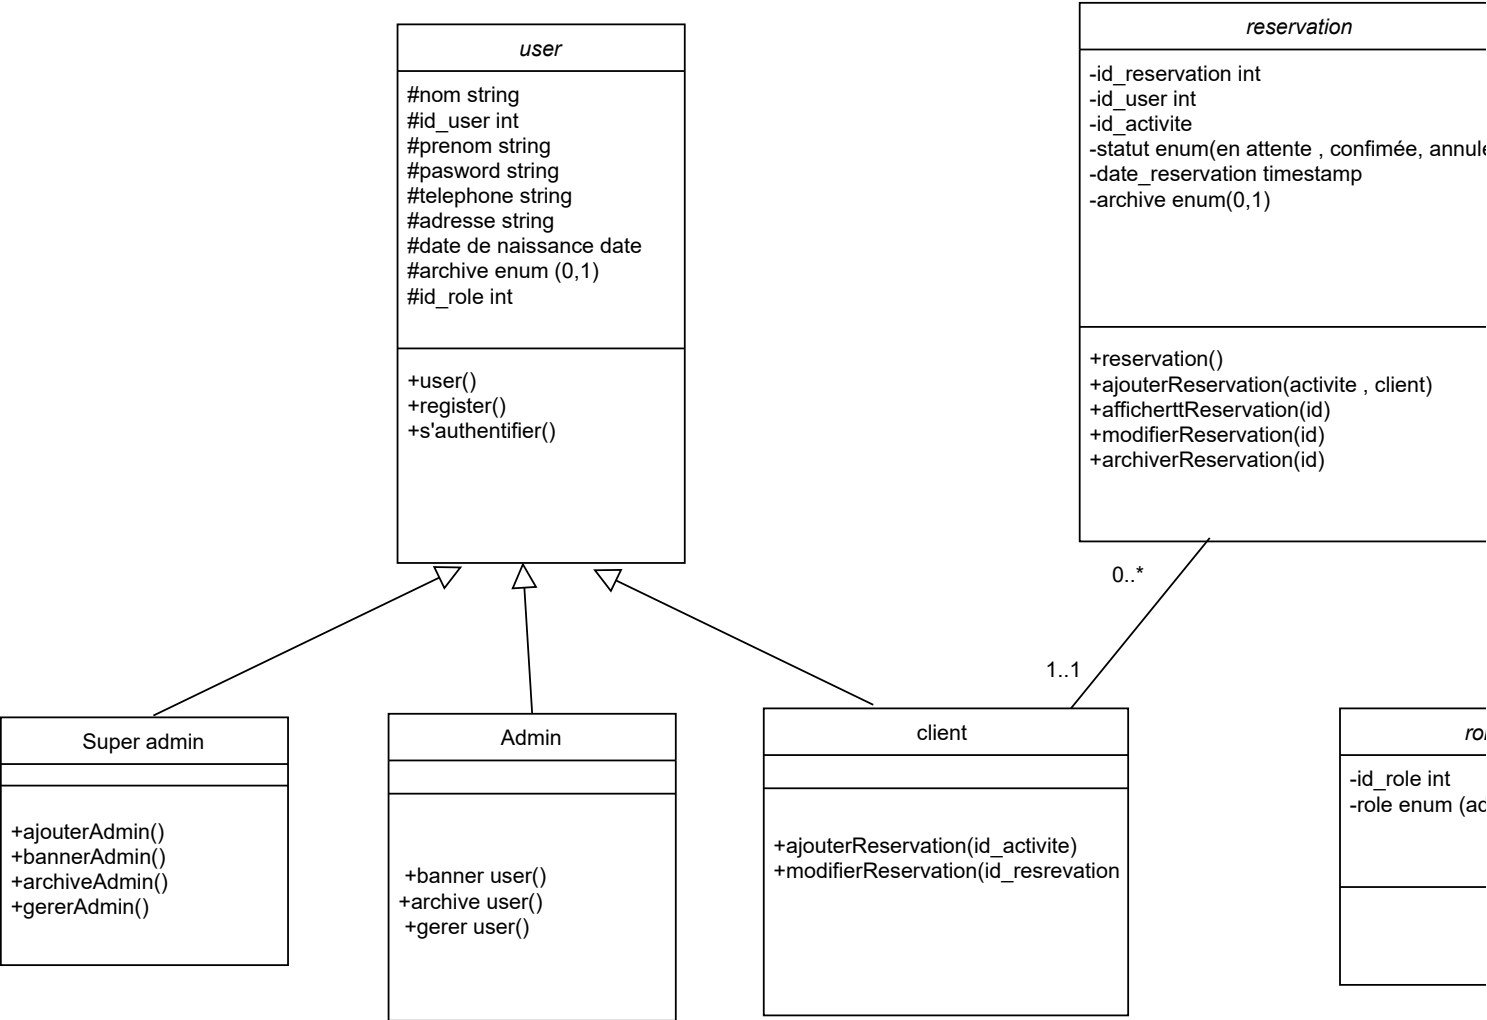 user
#nom string
#id_user int
#prenom string
#pasword string
#telephone string
#adresse string
#date de naissance date
#archive enum (0,1)
#id_role int
+user()
+register()
+s'authentifier()
reservation
-id_reservation int
-id_user int
-id_activite
-statut enum(en attente , confimée, annulé
-date_reservation timestamp
-archive enum(0,1)
+reservation()
+ajouterReservation(activite , client)
+afficherttReservation(id)
+modifierReservation(id)
+archiverReservation(id)
0..*
1..1
Super admin
+ajouterAdmin()
+bannerAdmin()
+archiveAdmin()
+gererAdmin()
Admin
+banner user()
+archive user()
+gerer user()
client
+ajouterReservation(id_activite)
+modifierReservation(id_resrevation
-id_role int
-role enum (